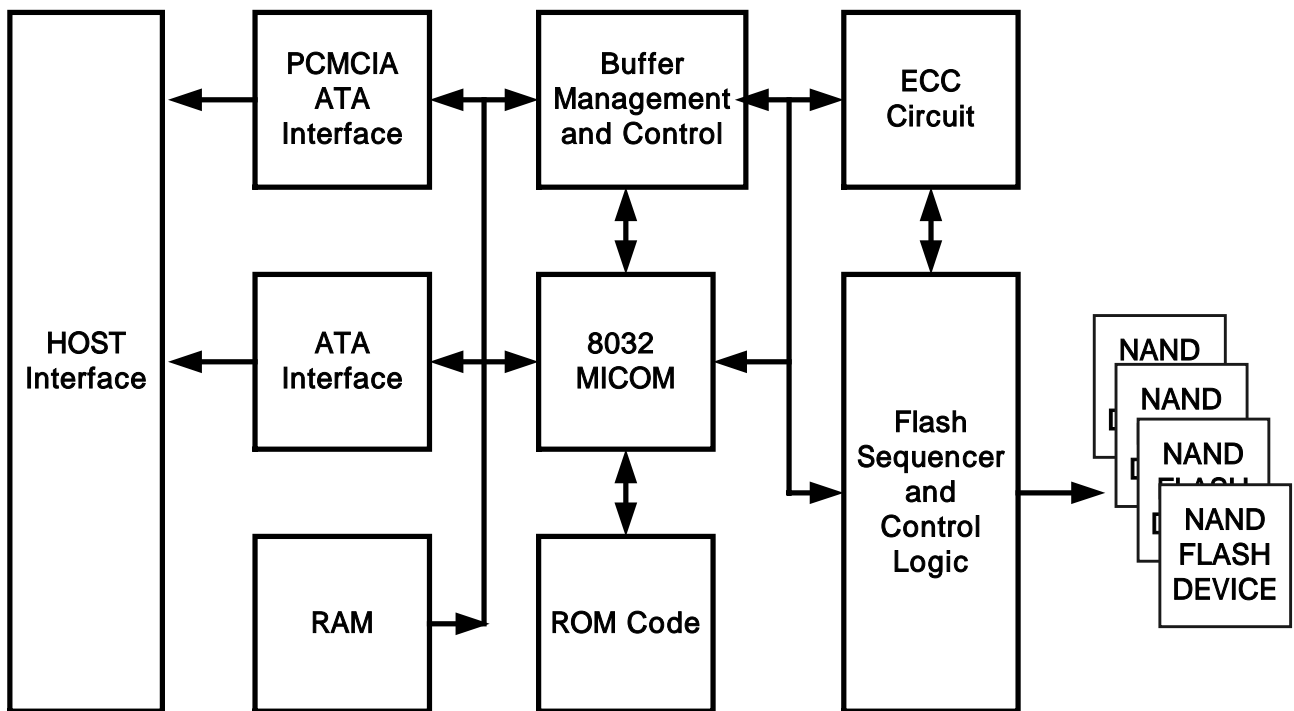 PCMCIA
ATA
Interface
Buffer
Management
and Control
ECC
Circuit
HOST
Interface
ATA
Interface
8032
MICOM
Flash
Sequencer
and
Control
Logic
RAM
ROM Code
NAND
NAND
NAND
FLASH
NAND
FLASH
DEVICE